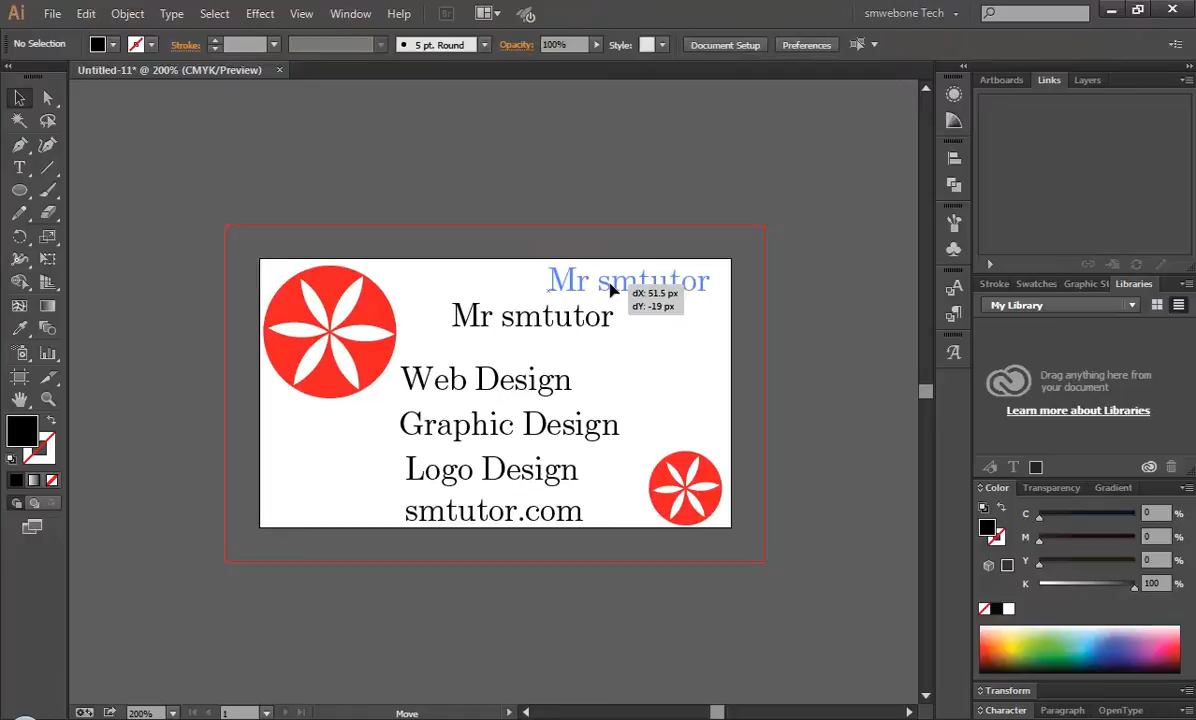 Ai File Edit Object Type Select Effect View Window Help Br smwebone Tech
No Selection Stroke: 5 pt. Round Opacity: 100% Style: Document Setup Preferences
Untitled-11* @ 200% (CMYK/Preview) ×
Artboards Links Layers
Mr smtutor
dX: 51.5 px
dY: -19 px
Mr smtutor
Web Design
Graphic Design
Logo Design
smtutor.com
Stroke Swatches Graphic St Libraries
My Library
Drag anything here from
your document
Learn more about Libraries
Color Transparency Gradient
C 0 %
M 0 %
Y 0 %
K 100 %
Transform
Character Paragraph OpenType
200% 1 Move